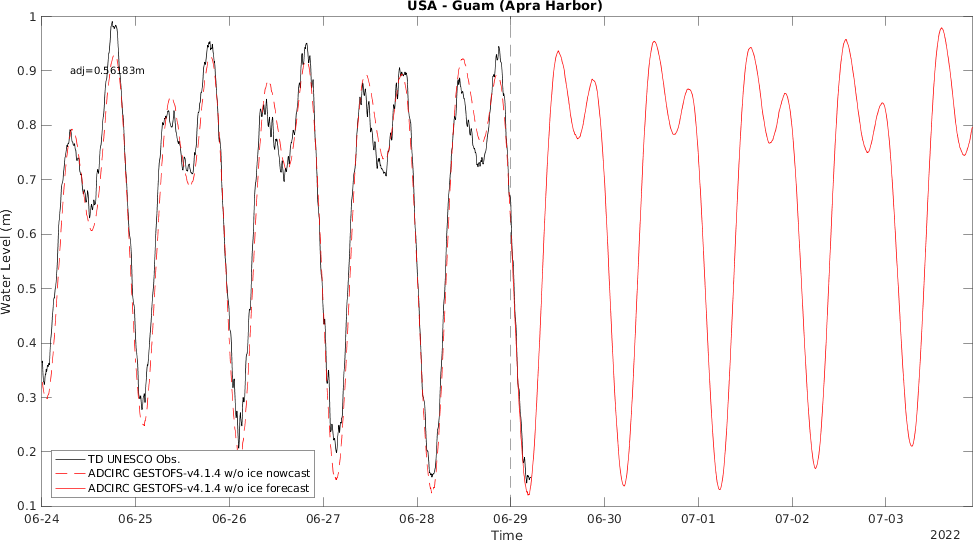 USA - Guam (Apra Harbor)
1
0.9
0.8
0.7
0.6
0.5
0.4
0.3
0.2
0.1
Water Level (m)
adj=0.56183m
TD UNESCO Obs.
ADCIRC GESTOFS-v4.1.4 w/o ice nowcast
ADCIRC GESTOFS-v4.1.4 w/o ice forecast
06-24 06-25 06-26 06-27 06-28 06-29 06-30 07-01 07-02 07-03
Time
2022